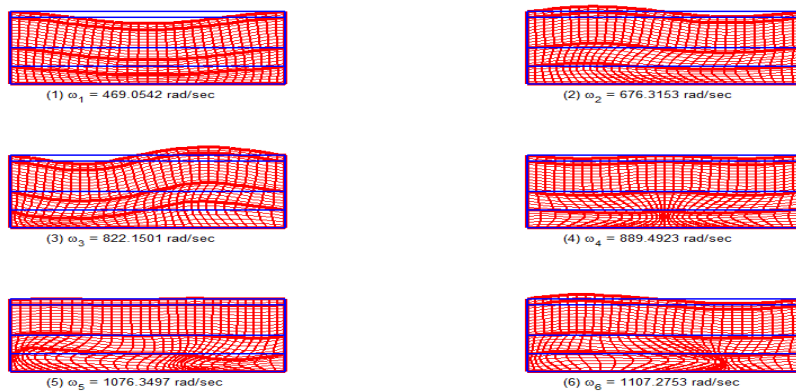 (1) ω₁ = 469.0542 rad/sec
(2) ω₂ = 676.3153 rad/sec
(3) ω₃ = 822.1501 rad/sec
(4) ω₄ = 889.4923 rad/sec
(5) ω₅ = 1076.3497 rad/sec
(6) ω₆ = 1107.2753 rad/sec